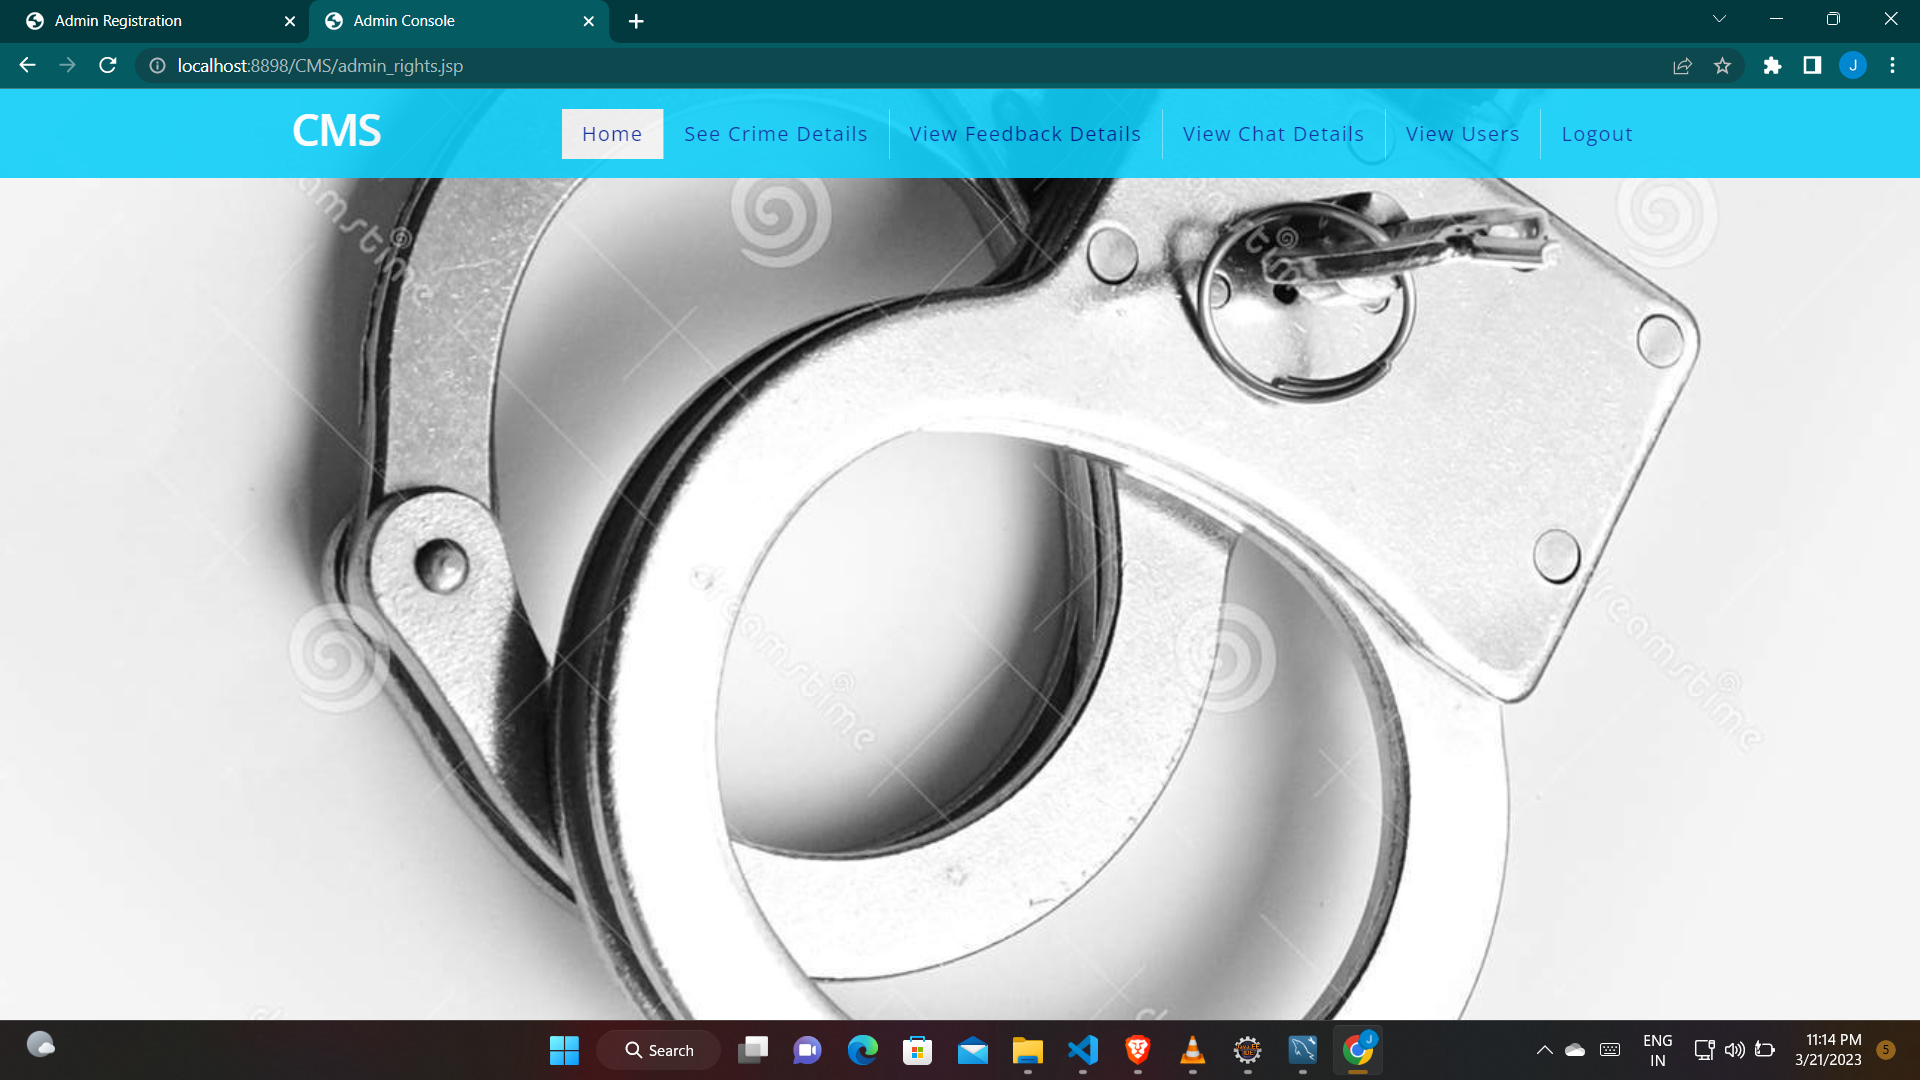 Admin Registration
Admin Console
localhost:8898/CMS/admin_rights.jsp
J
CMS
Home
See Crime Details
View Feedback Details
View Chat Details
View Users
Logout
dreamstime
dreamstime
dreamstime
Search
J
ENG
IN
11:14 PM
3/21/2023
5